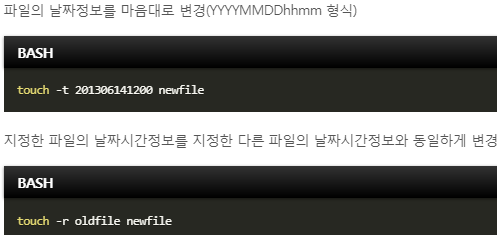 파일의 날짜정보를 마음대로 변경(YYYYMMDDhhmm 형식)
BASH
touch -t 201306141200 newfile
지정한 파일의 날짜시간정보를 지정한 다른 파일의 날짜시간정보와 동일하게 변경
BASH
touch -r oldfile newfile